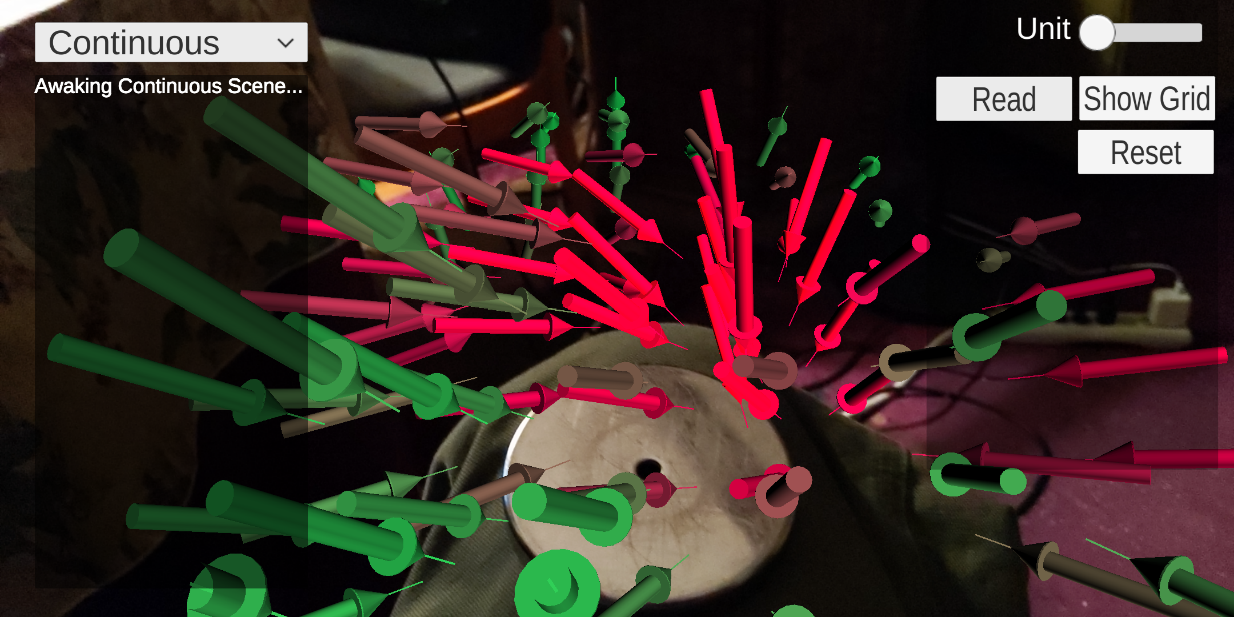 Continuous
Unit
Awaking Continuous Scene...
Read
Show Grid
Reset